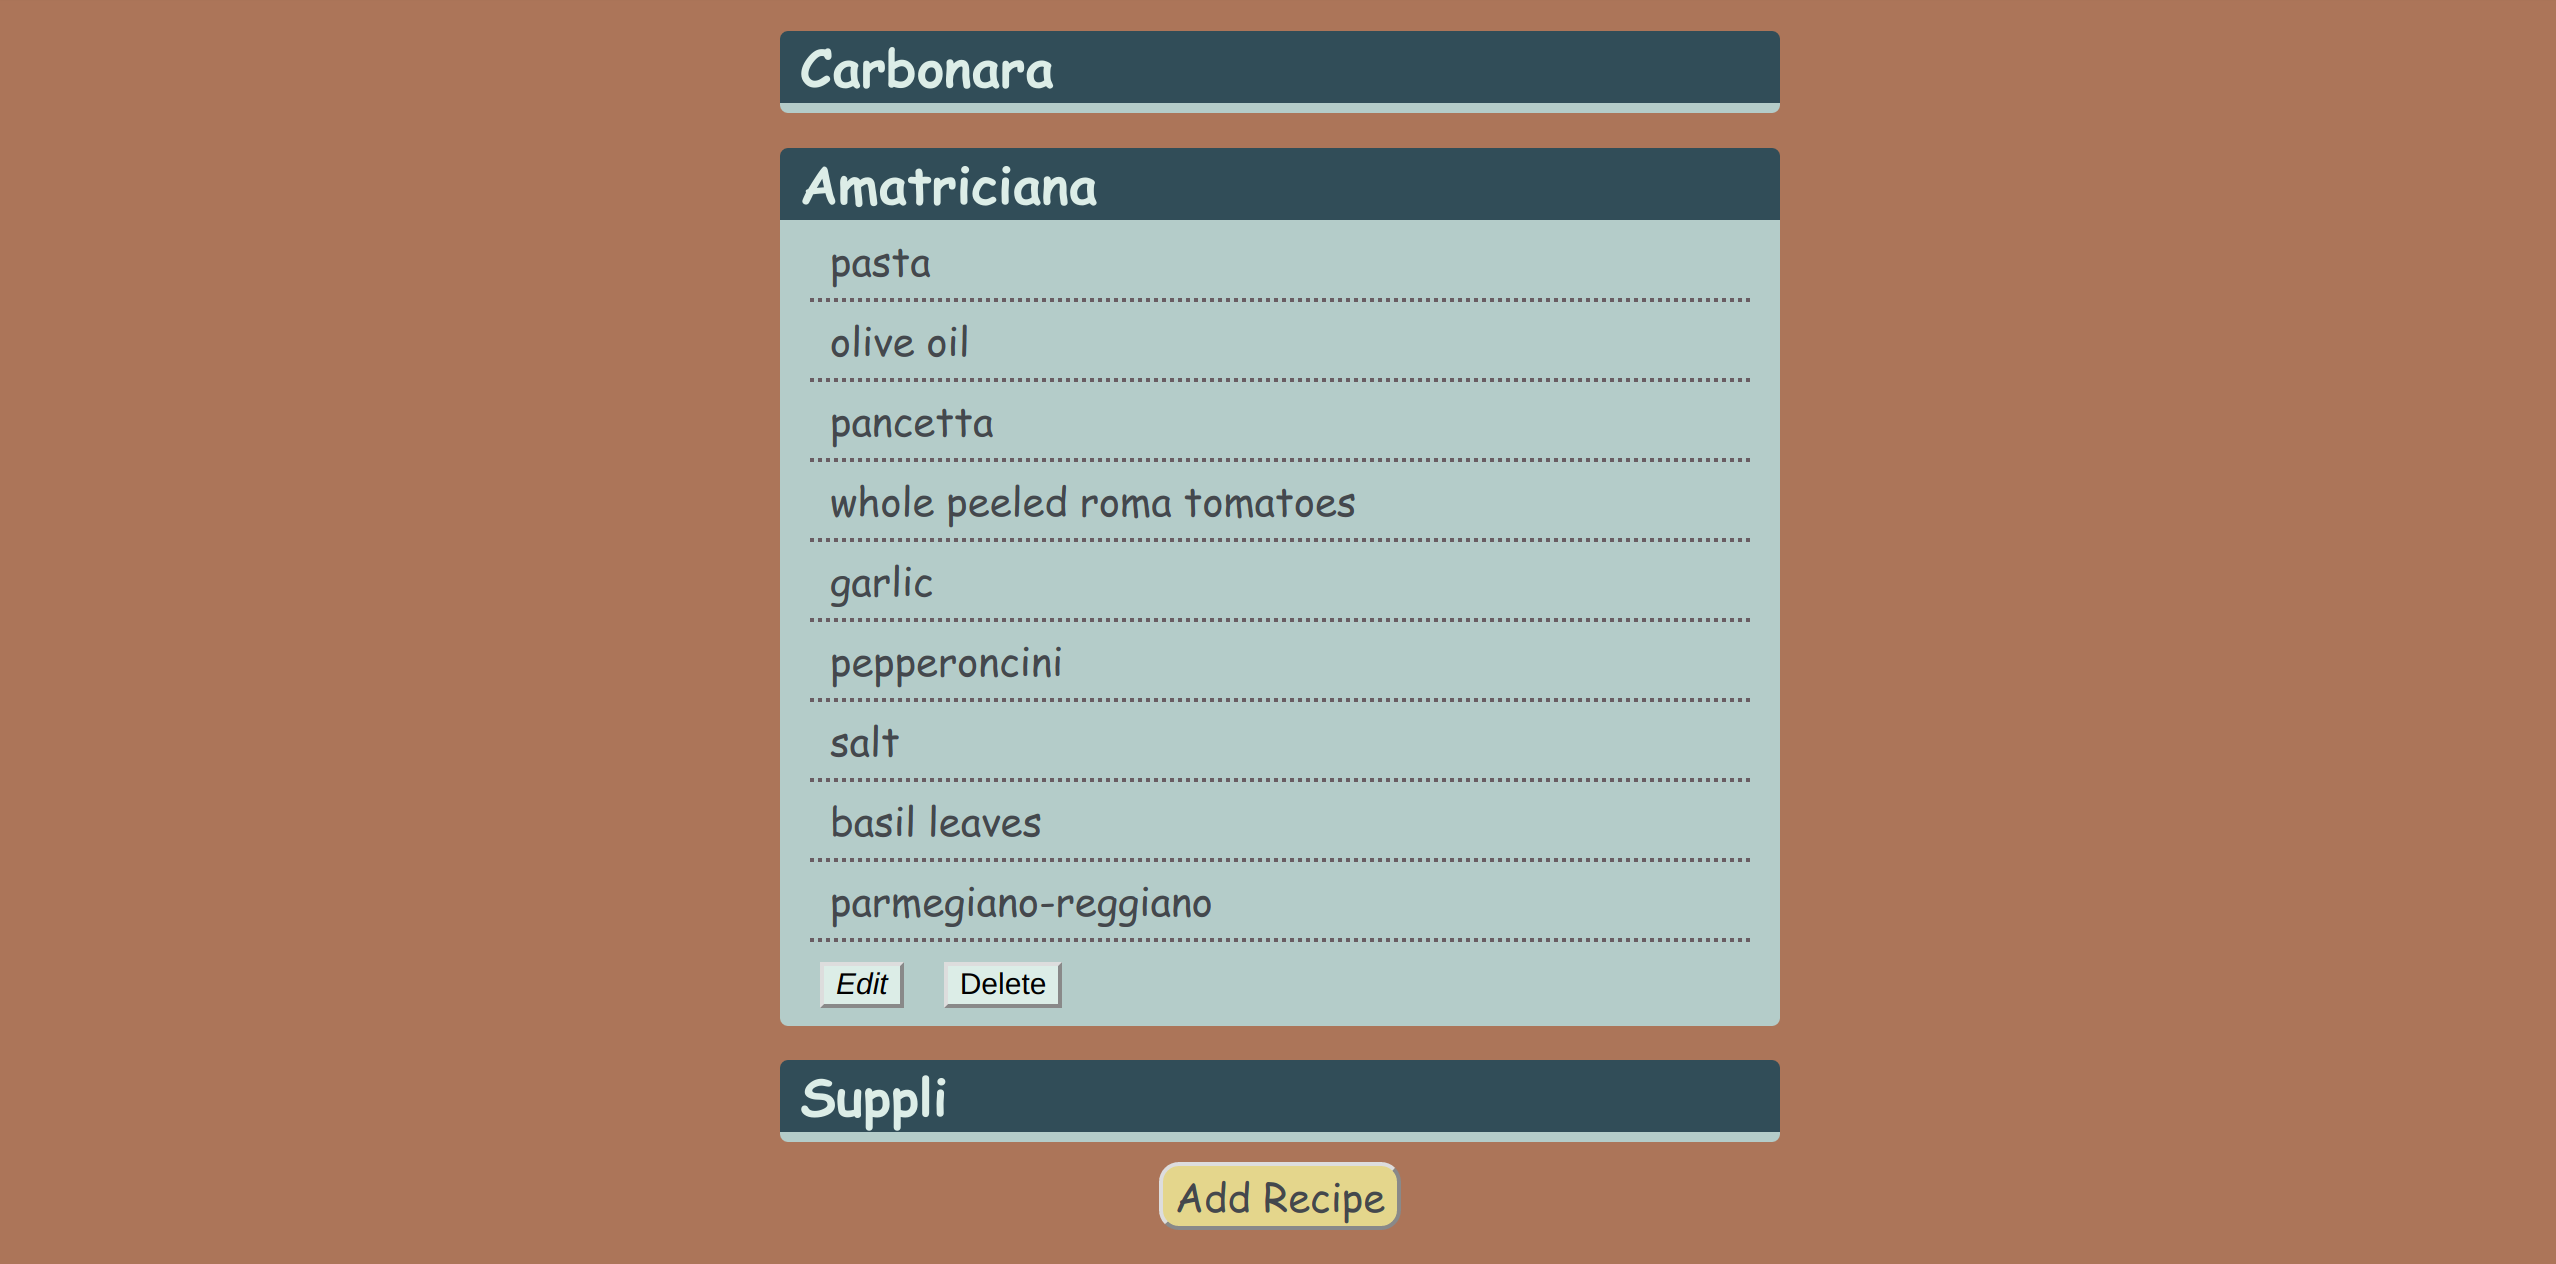 Carbonara
Amatriciana
pasta
olive oil
pancetta
whole peeled roma tomatoes
garlic
pepperoncini
salt
basil leaves
parmegiano-reggiano
Edit Delete
Suppli
Add Recipe